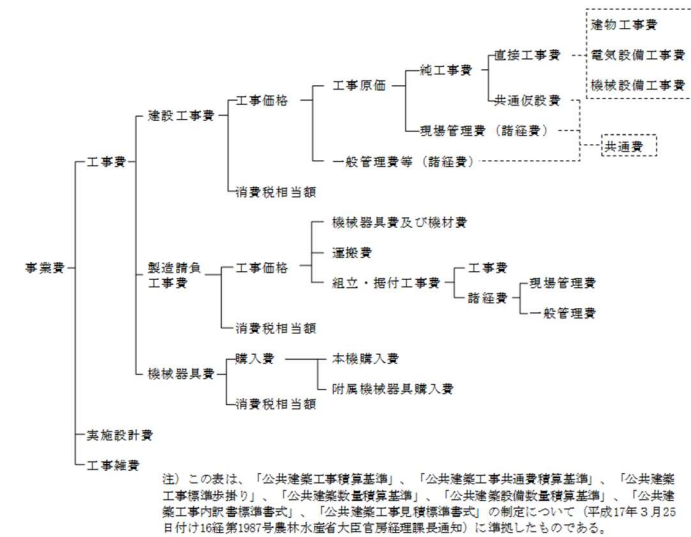 建物工事費
直接工事費
電気設備工事費
純工事費
機械設備工事費
工事原価
工事価格
共通仮設費
建設工事費
現場管理費（諸経費）
共通費
工事費
一般管理費等（諸経費）
消費税相当額
機械器具費及び機材費
運搬費
事業費
製造請負
工事費
工事価格
工事費
組立・据付工事費
現場管理費
諸経費
一般管理費
消費税相当額
購入費
本機購入費
機械器具費
附属機械器具購入費
消費税相当額
実施設計費
工事雑費
注）この表は、「公共建築工事積算基準」、「公共建築工事共通費積算基準」、「公共建築
工事標準歩掛り」、「公共建築数量積算基準」、「公共建築設備数量積算基準」、「公共建
築工事内訳書標準書式」、「公共建築工事見積標準書式」の制定について（平成17年３月25
日付け16経第1987号農林水産省大臣官房経理課長通知）に準拠したものである。